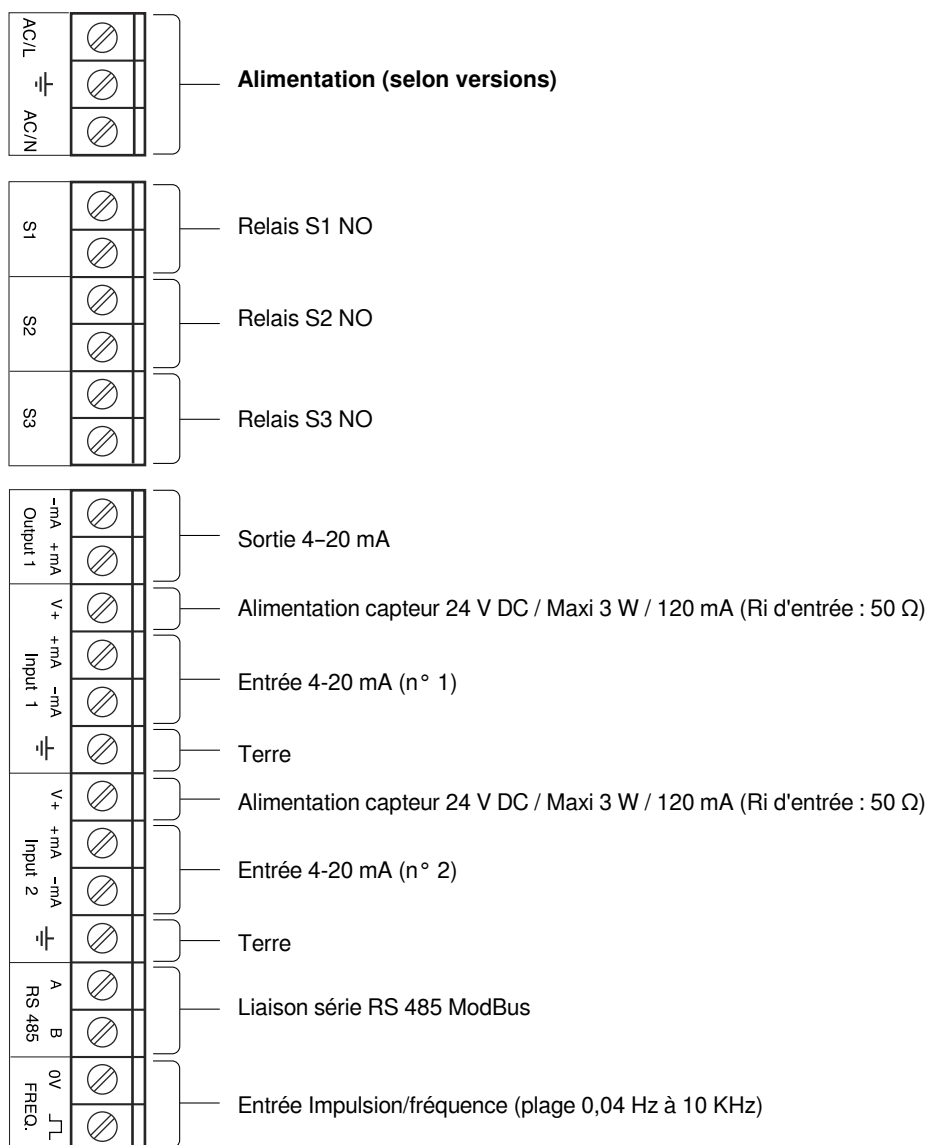 AC/L
AC/N
Alimentation (selon versions)
S1
Relais S1 NO
S2
Relais S2 NO
S3
Relais S3 NO
-mA +mA
Output 1
Sortie 4–20 mA
V+ +mA -mA
Input 1
Alimentation capteur 24 V DC / Maxi 3 W / 120 mA (Ri d'entrée : 50 Ω)
Entrée 4-20 mA (n° 1)
Terre
V+ +mA -mA
Input 2
Alimentation capteur 24 V DC / Maxi 3 W / 120 mA (Ri d'entrée : 50 Ω)
Entrée 4-20 mA (n° 2)
Terre
A B
RS 485
Liaison série RS 485 ModBus
0V
FREQ.
Entrée Impulsion/fréquence (plage 0,04 Hz à 10 KHz)